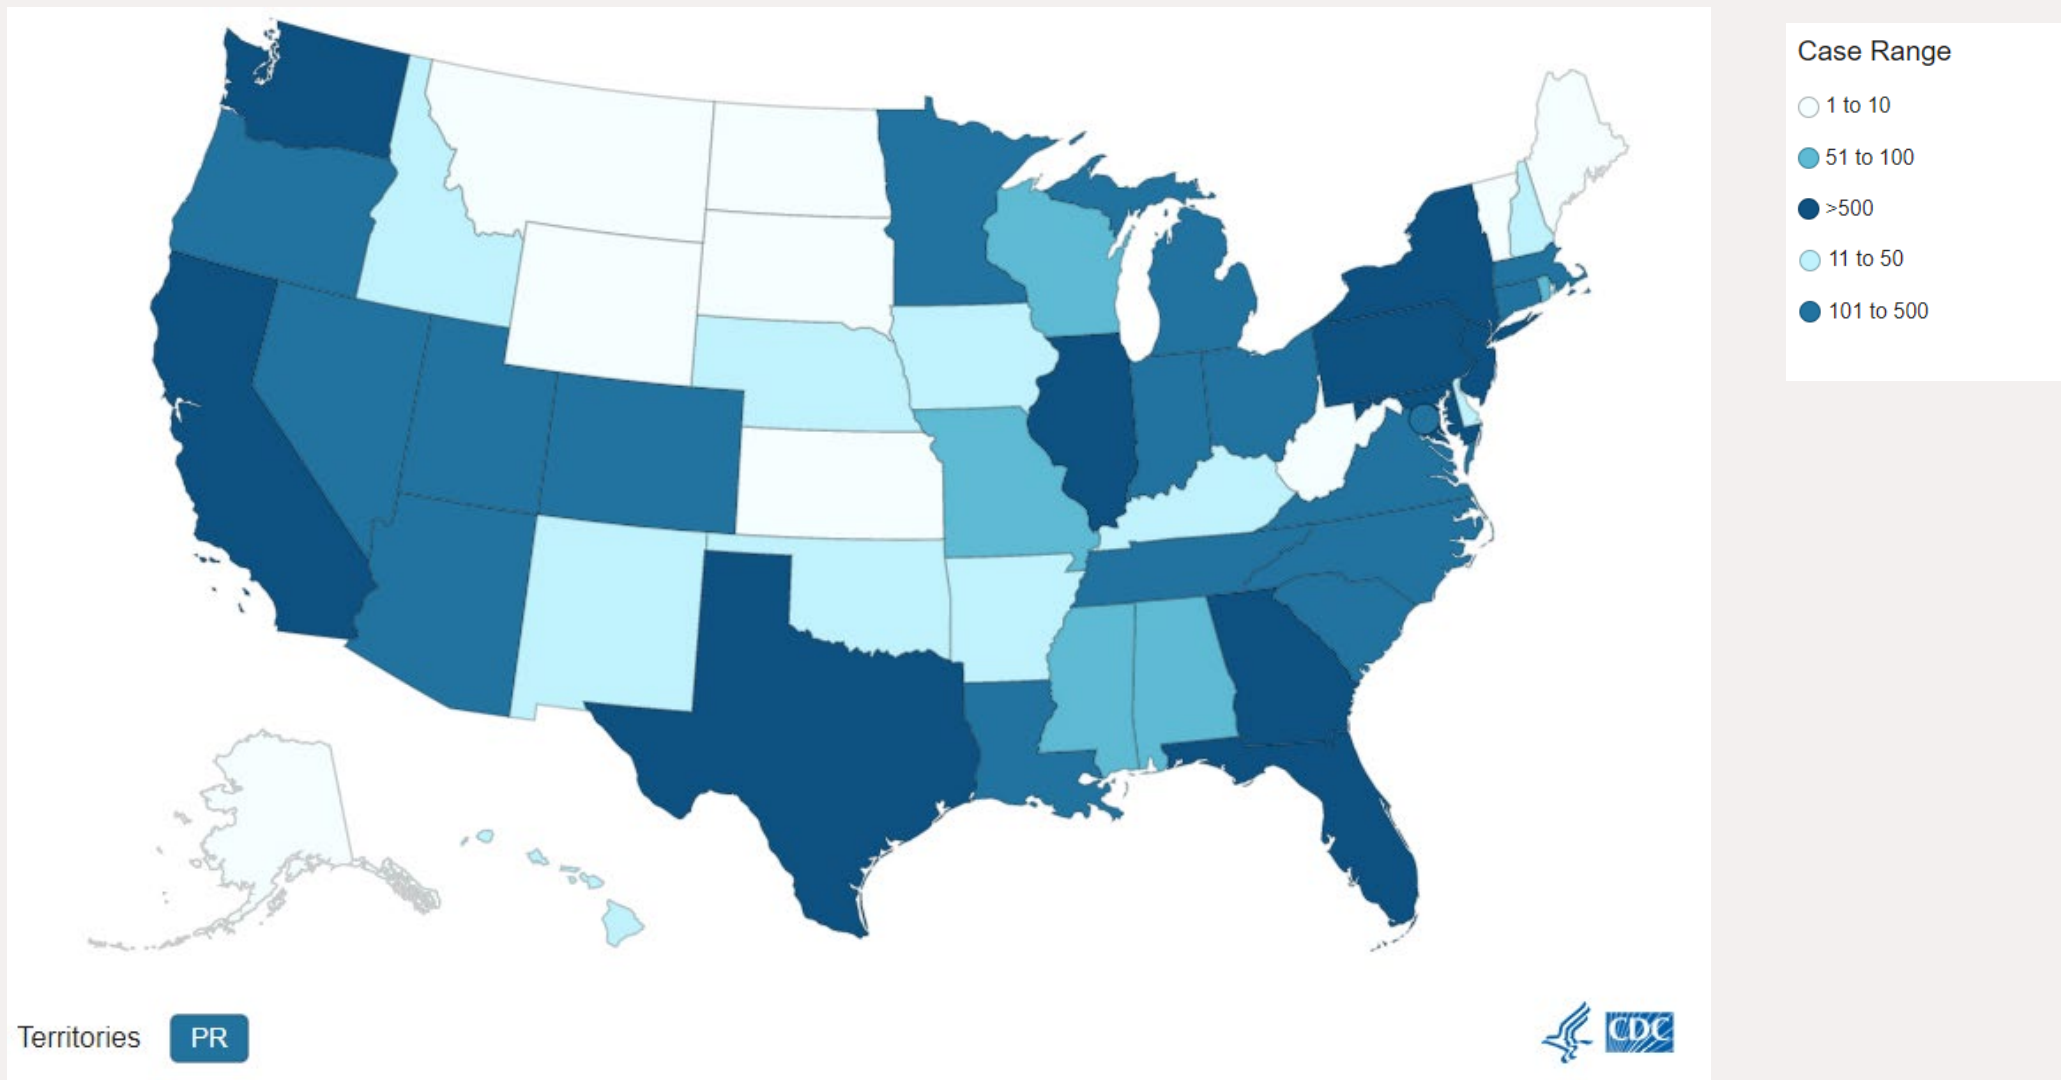 Case Range
1 to 10
51 to 100
>500
11 to 50
101 to 500
Territories
PR
CDC